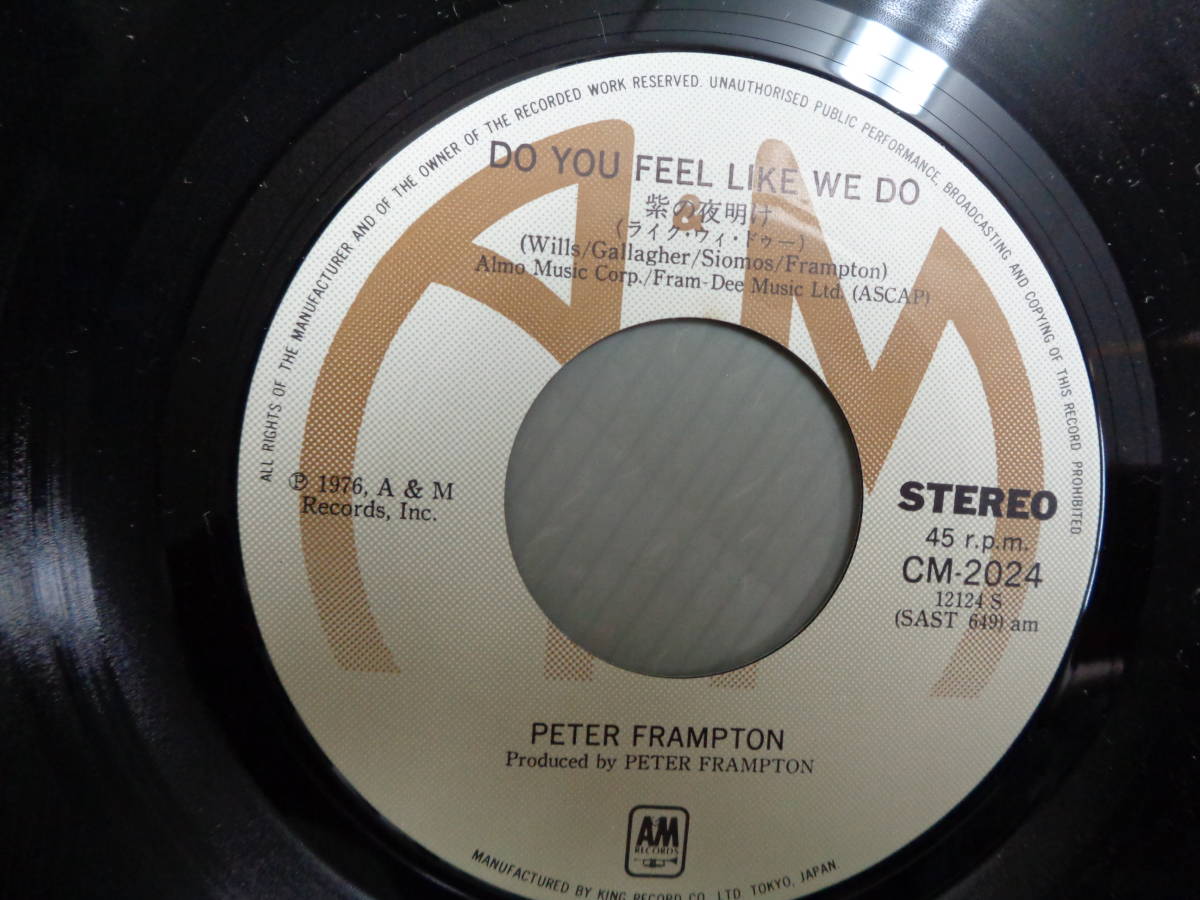 ALL RIGHTS OF THE MANUFACTURER AND OF THE OWNER OF THE RECORDED WORK RESERVED. UNAUTHORISED PUBLIC PERFORMANCE, BROADCASTING AND COPYING OF THIS RECORD PROHIBITED
DO YOU FEEL LIKE WE DO
&
紫の夜明け
(ライク・ウィ・ドゥー)
(Wills/Gallagher/Siomos/Frampton)
Almo Music Corp./Fram-Dee Music Ltd. (ASCAP)
AM
℗ 1976, A & M
Records, Inc.
STEREO
45 r.p.m.
CM-2024
12124 S
(SAST 649) am
PETER FRAMPTON
Produced by PETER FRAMPTON
A&M
RECORDS
MANUFACTURED BY KING RECORD CO., LTD. TOKYO, JAPAN.